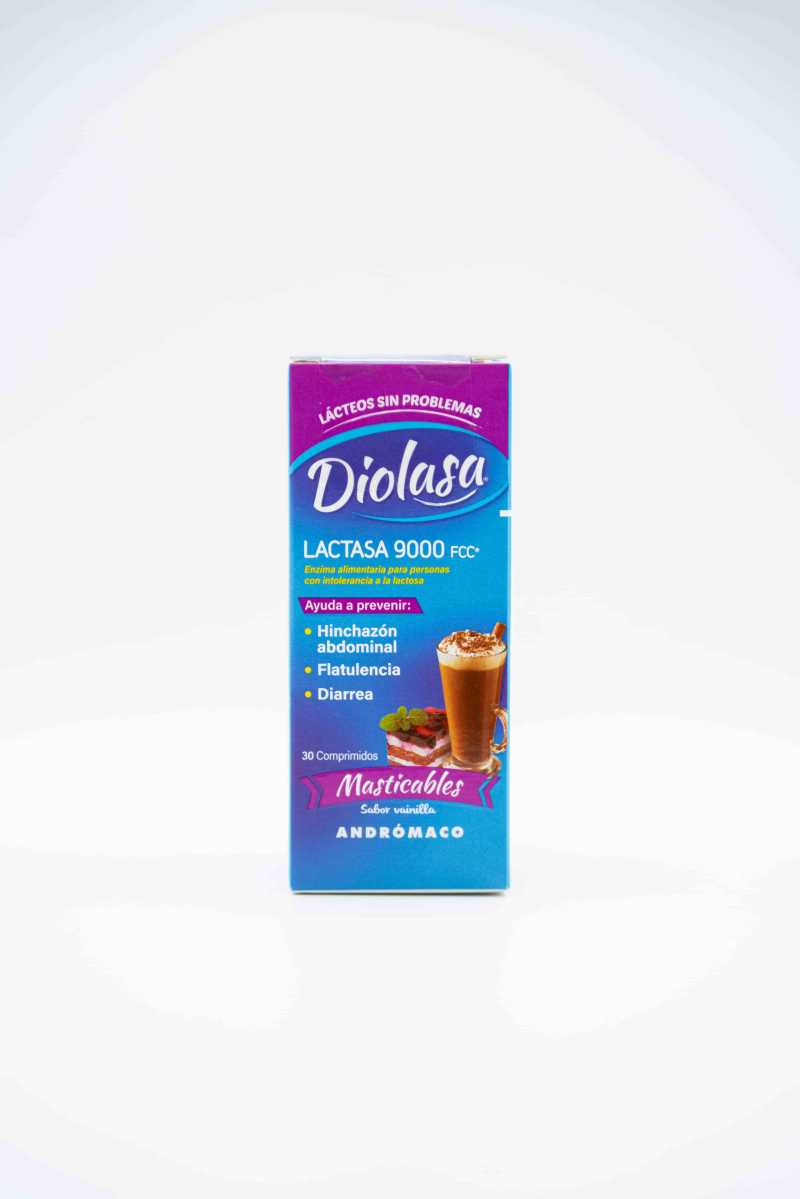 LÁCTEOS SIN PROBLEMAS
Diolasa®
LACTASA 9000 FCC*
Enzima alimentaria para personas
con intolerancia a la lactosa
Ayuda a prevenir:
• Hinchazón
abdominal
• Flatulencia
• Diarrea
30 Comprimidos
Masticables
Sabor vainilla
ANDRÓMACO